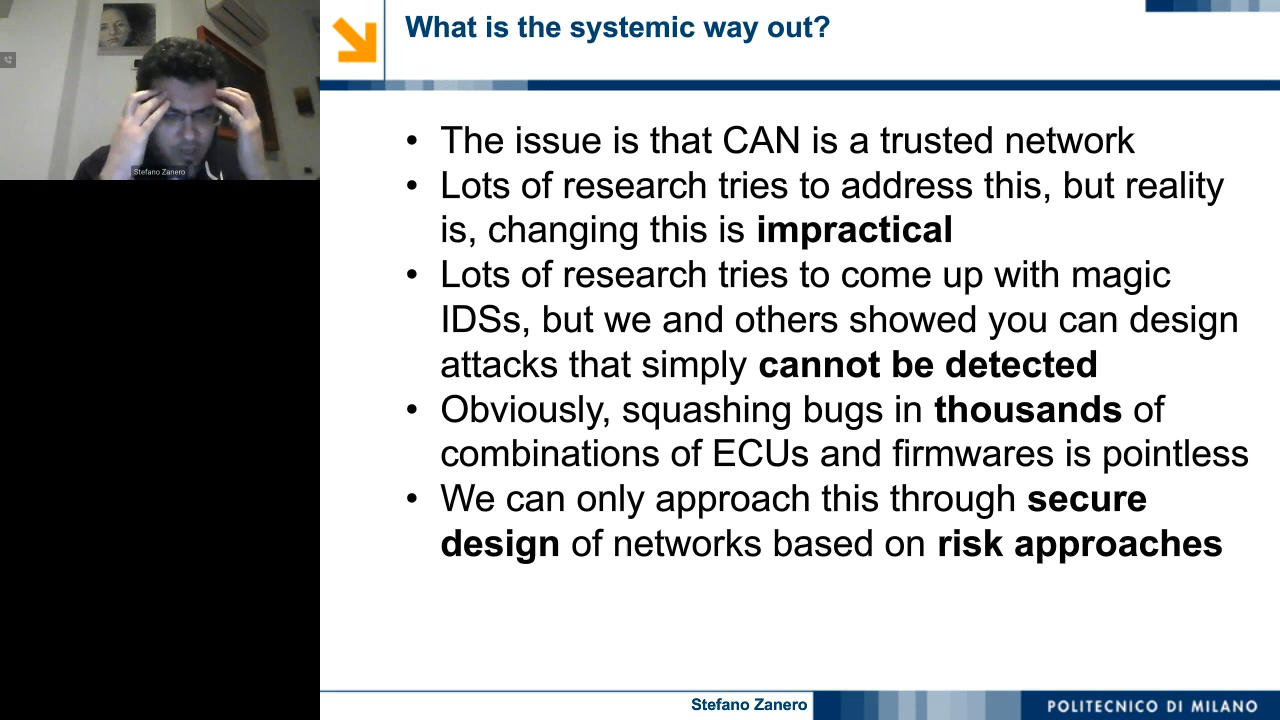 What is the systemic way out?
Stefano Zanero
• The issue is that CAN is a trusted network
• Lots of research tries to address this, but reality
is, changing this is impractical
• Lots of research tries to come up with magic
IDSs, but we and others showed you can design
attacks that simply cannot be detected
• Obviously, squashing bugs in thousands of
combinations of ECUs and firmwares is pointless
• We can only approach this through secure
design of networks based on risk approaches
Stefano Zanero
POLITECNICO DI MILANO